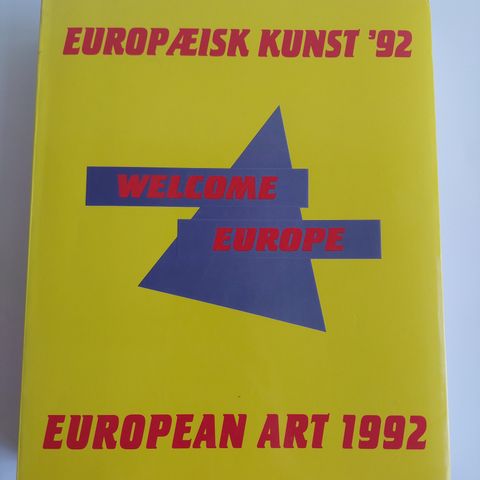 EUROPÆISK KUNST '92
WELCOME
EUROPE
EUROPEAN ART 1992